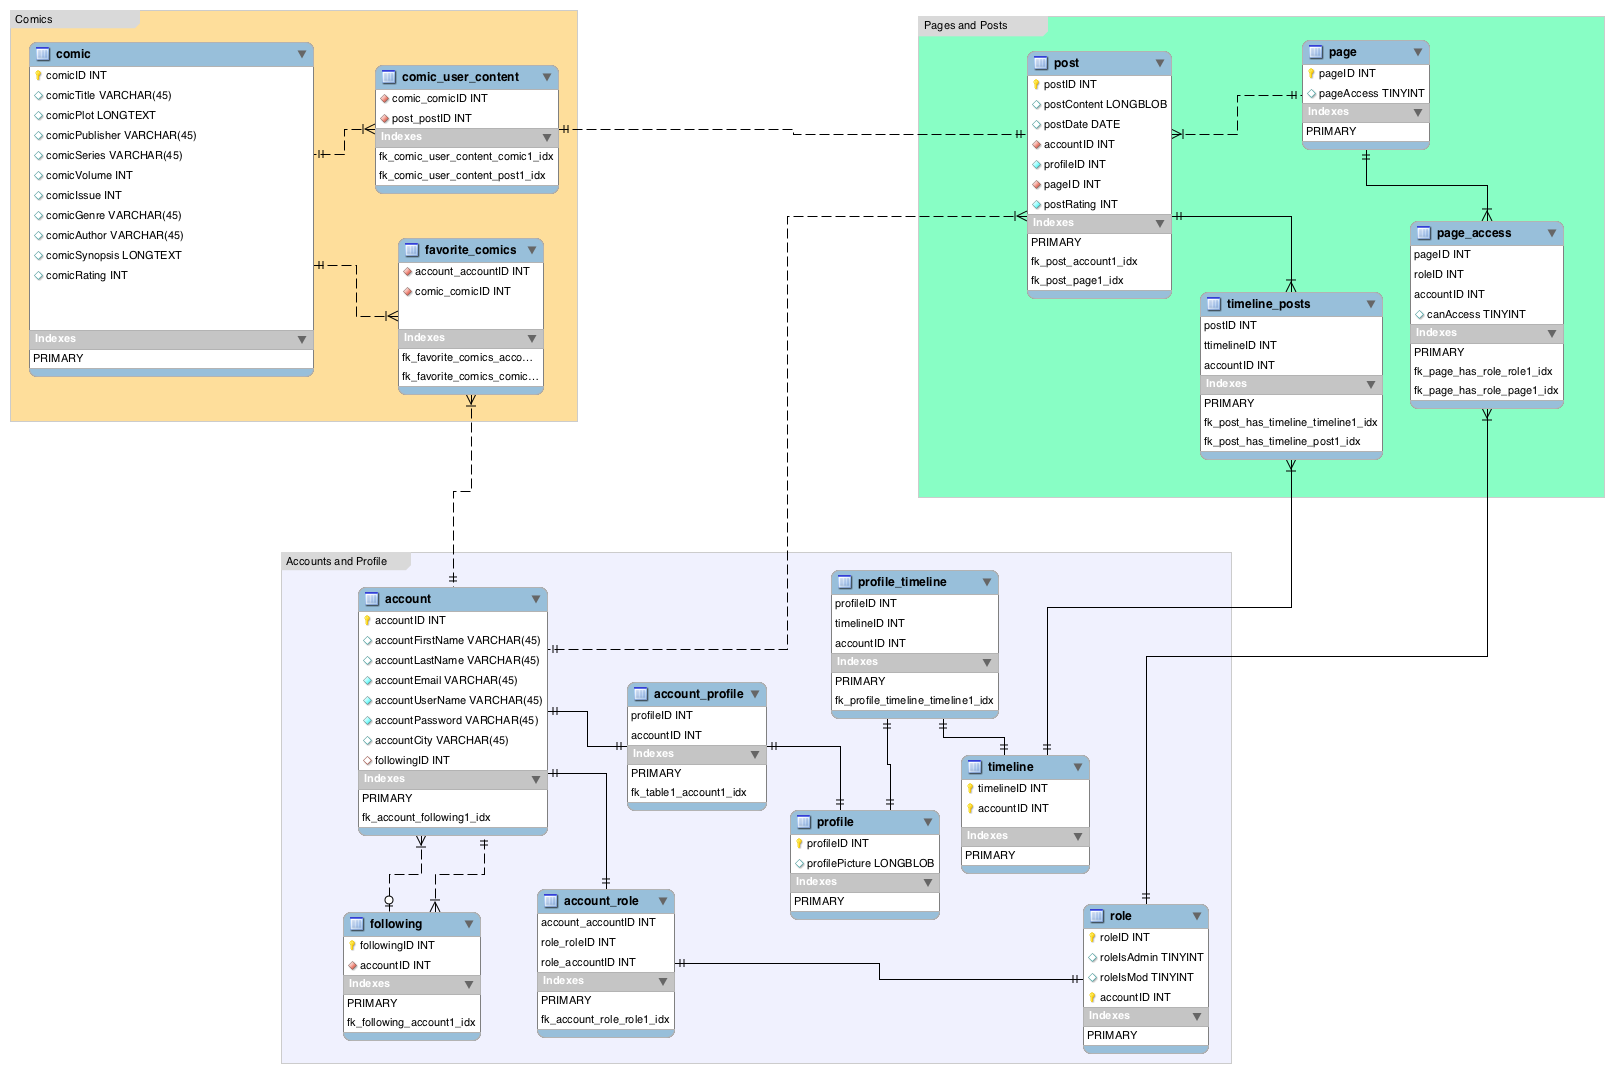 Comics
comic
comicID INT
comicTitle VARCHAR(45)
comicPlot LONGTEXT
comicPublisher VARCHAR(45)
comicSeries VARCHAR(45)
comicVolume INT
comicIssue INT
comicGenre VARCHAR(45)
comicAuthor VARCHAR(45)
comicSynopsis LONGTEXT
comicRating INT
Indexes
PRIMARY
comic_user_content
comic_comicID INT
post_postID INT
Indexes
fk_comic_user_content_comic1_idx
fk_comic_user_content_post1_idx
favorite_comics
account_accountID INT
comic_comicID INT
Indexes
fk_favorite_comics_acco...
fk_favorite_comics_comic...
Pages and Posts
post
postID INT
postContent LONGBLOB
postDate DATE
accountID INT
profileID INT
pageID INT
postRating INT
Indexes
PRIMARY
fk_post_account1_idx
fk_post_page1_idx
page
pageID INT
pageAccess TINYINT
Indexes
PRIMARY
page_access
pageID INT
roleID INT
accountID INT
canAccess TINYINT
Indexes
PRIMARY
fk_page_has_role_role1_idx
fk_page_has_role_page1_idx
timeline_posts
postID INT
ttimelineID INT
accountID INT
Indexes
PRIMARY
fk_post_has_timeline_timeline1_idx
fk_post_has_timeline_post1_idx
Accounts and Profile
account
accountID INT
accountFirstName VARCHAR(45)
accountLastName VARCHAR(45)
accountEmail VARCHAR(45)
accountUserName VARCHAR(45)
accountPassword VARCHAR(45)
accountCity VARCHAR(45)
followingID INT
Indexes
PRIMARY
fk_account_following1_idx
following
followingID INT
accountID INT
Indexes
PRIMARY
fk_following_account1_idx
account_profile
profileID INT
accountID INT
Indexes
PRIMARY
fk_table1_account1_idx
account_role
account_accountID INT
role_roleID INT
role_accountID INT
Indexes
PRIMARY
fk_account_role_role1_idx
profile_timeline
profileID INT
timelineID INT
accountID INT
Indexes
PRIMARY
fk_profile_timeline_timeline1_idx
profile
profileID INT
profilePicture LONGBLOB
Indexes
PRIMARY
timeline
timelineID INT
accountID INT
Indexes
PRIMARY
role
roleID INT
roleIsAdmin TINYINT
roleIsMod TINYINT
accountID INT
Indexes
PRIMARY